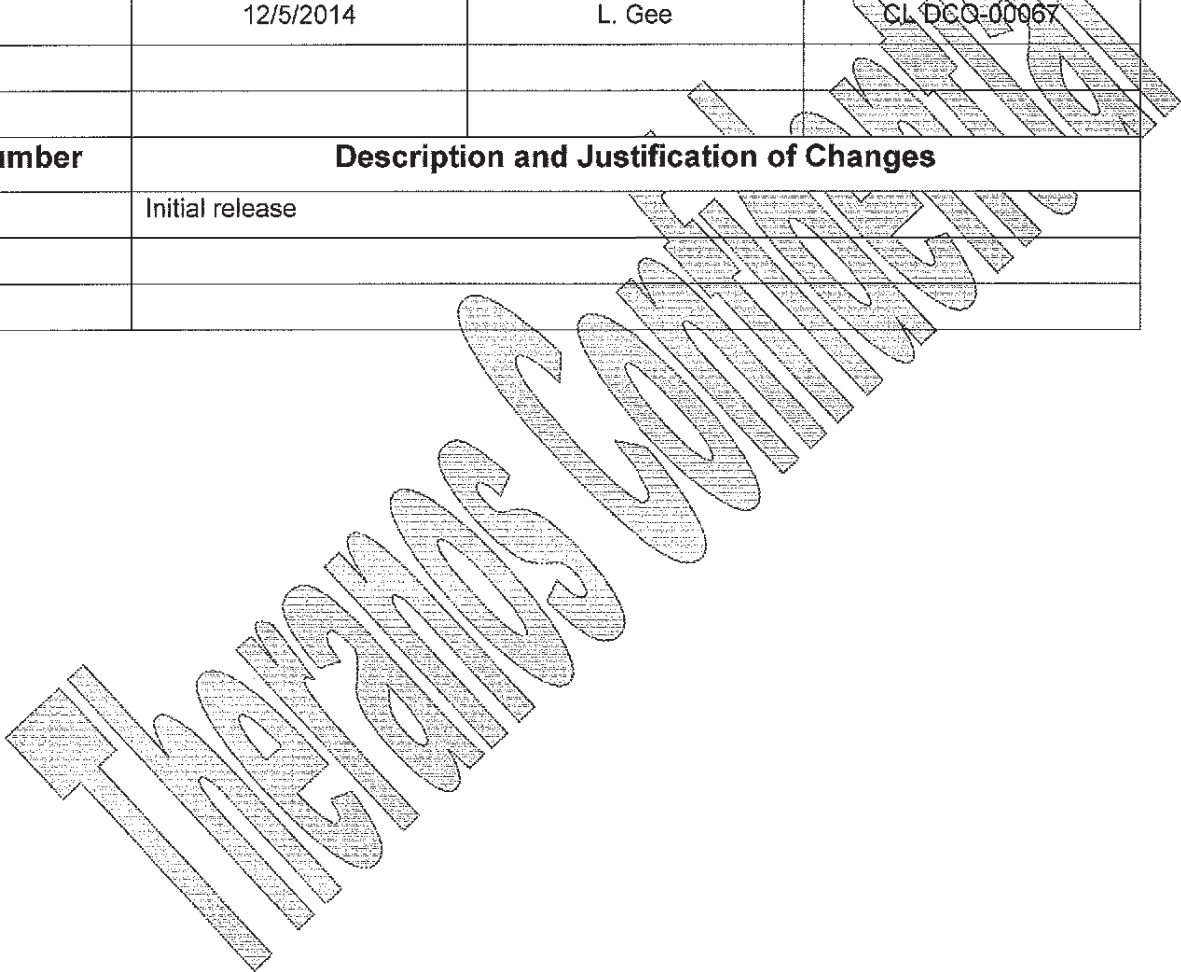 12/5/2014 L. Gee CL DCO-00067
umber Description and Justification of Changes
Initial release
Theranos Confidential